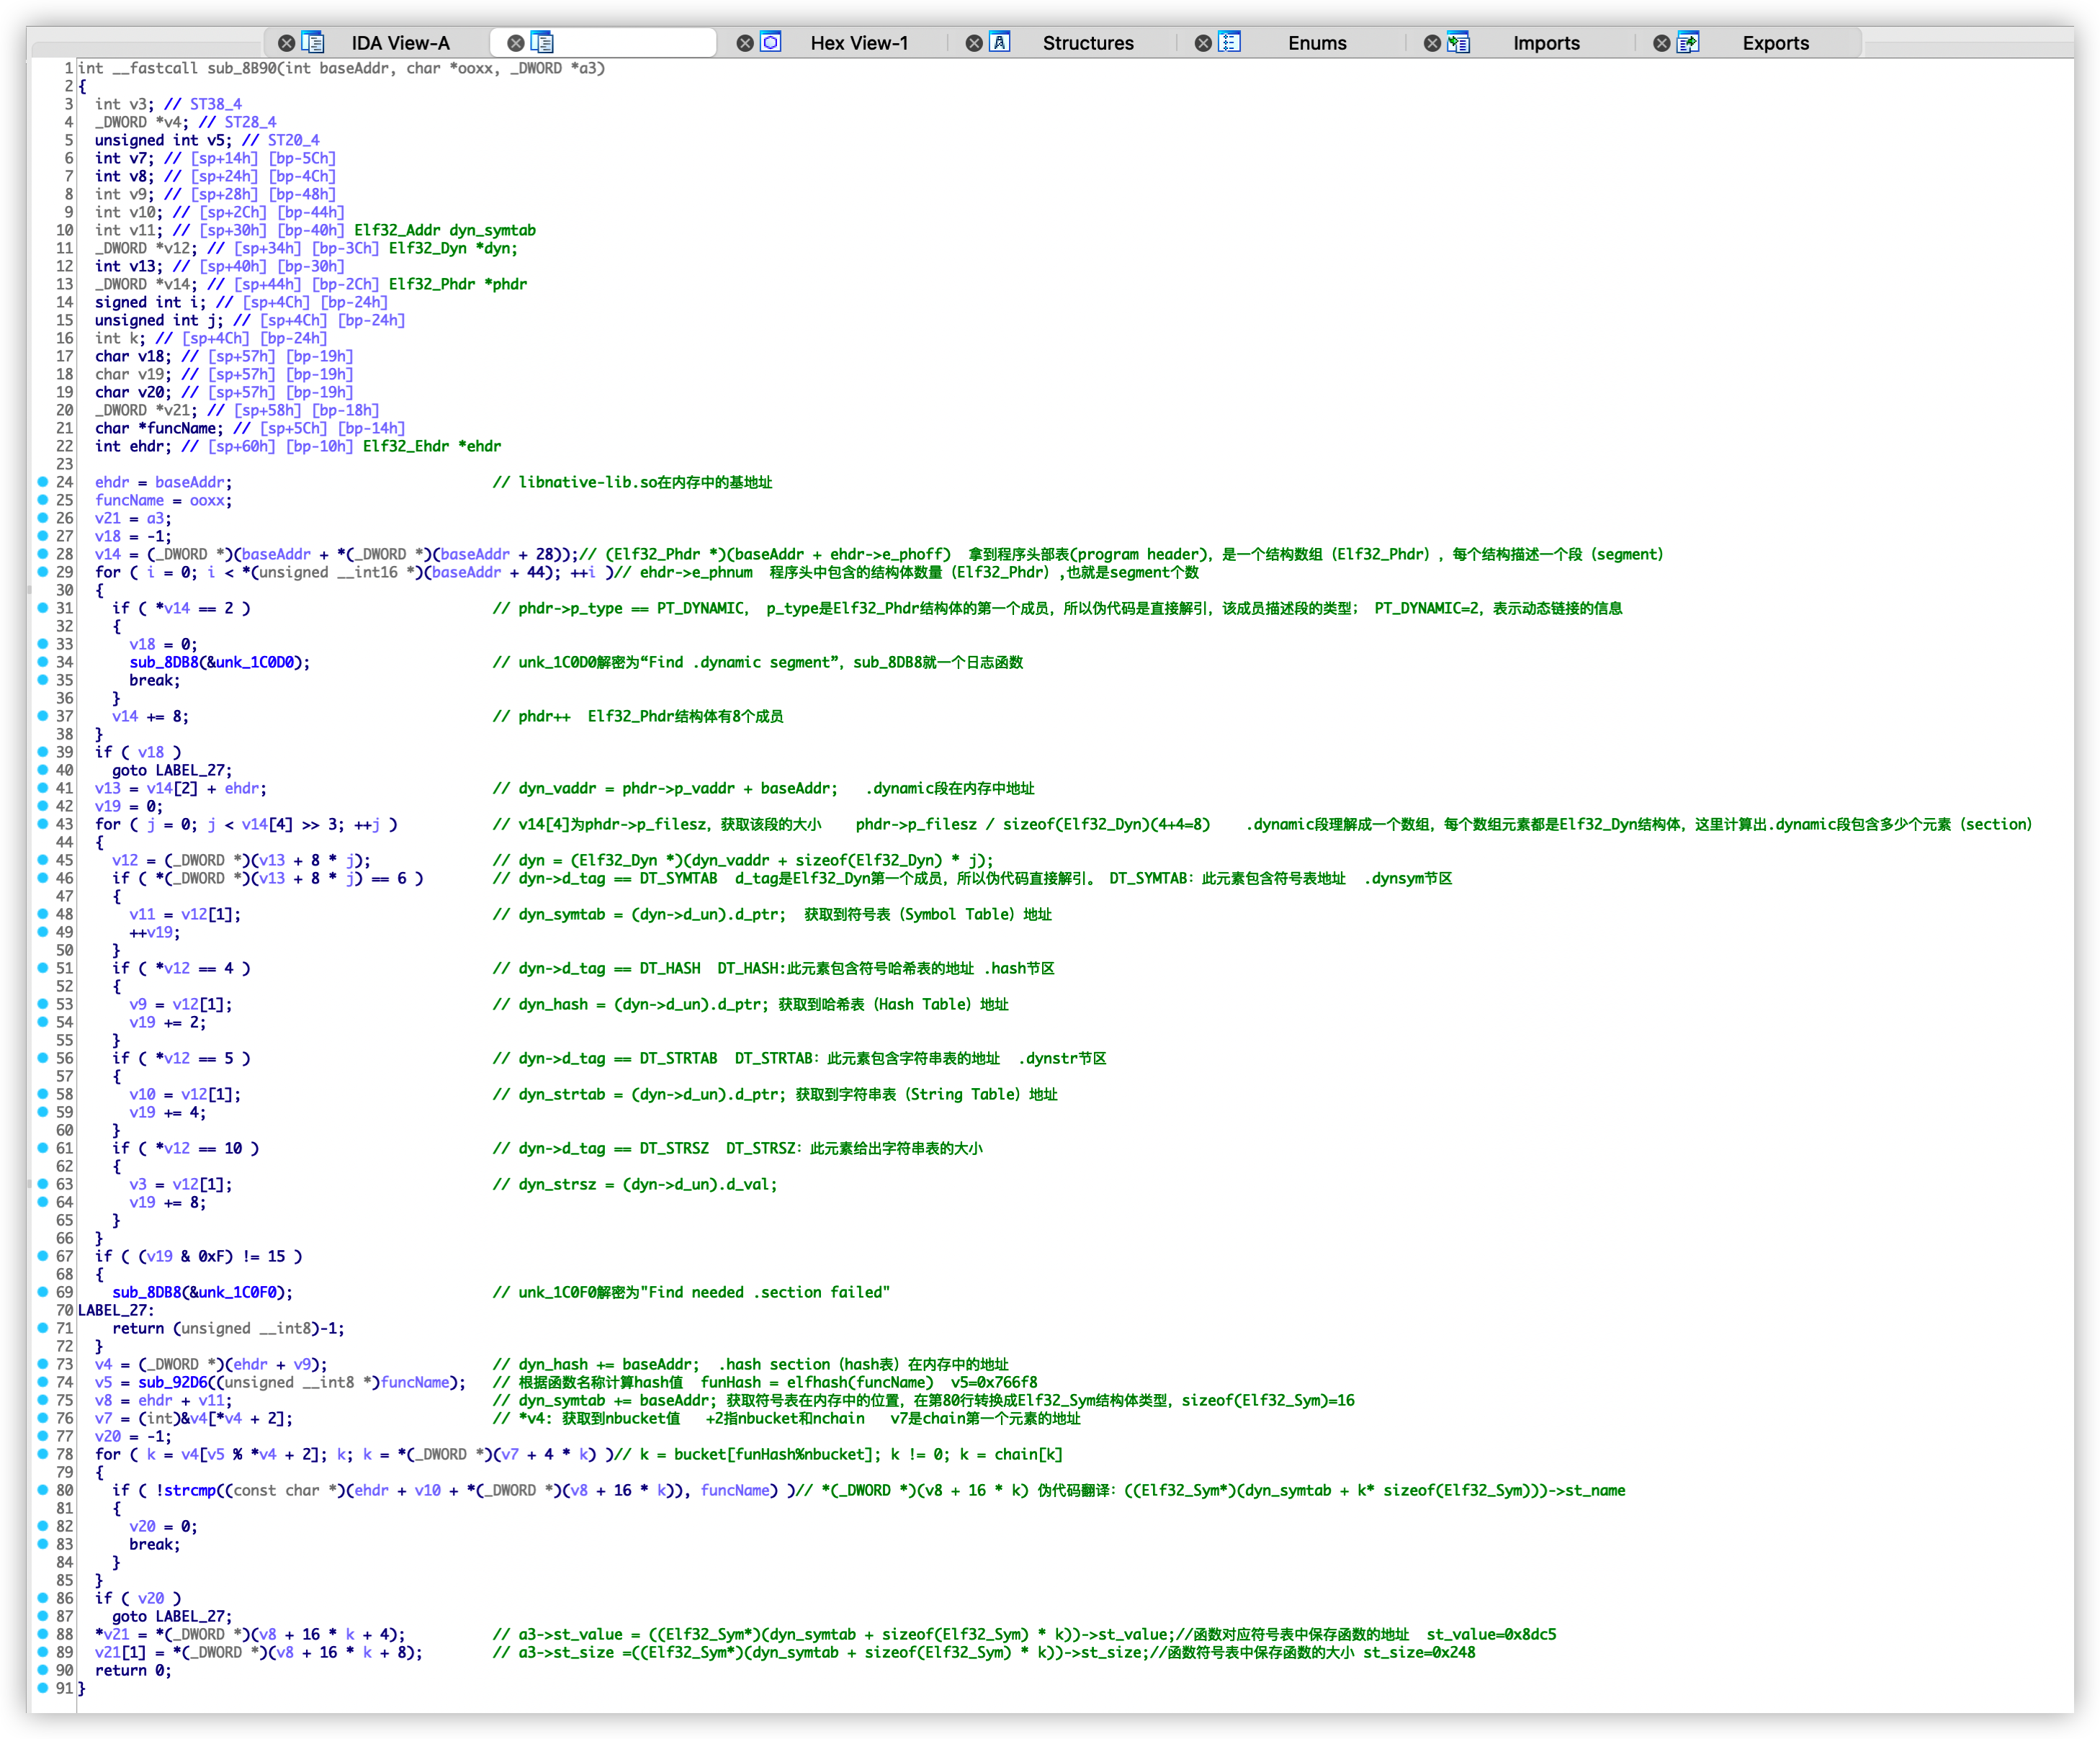 IDA View-A
Hex View-1
Structures
Enums
Imports
Exports
1 int __fastcall sub_8B90(int baseAddr, char *ooxx, _DWORD *a3)
2 {
3 int v3; // ST38_4
4 _DWORD *v4; // ST28_4
5 unsigned int v5; // ST20_4
6 int v7; // [sp+14h] [bp-5Ch]
7 int v8; // [sp+24h] [bp-4Ch]
8 int v9; // [sp+28h] [bp-48h]
9 int v10; // [sp+2Ch] [bp-44h]
10 int v11; // [sp+30h] [bp-40h] Elf32_Addr dyn_symtab
11 _DWORD *v12; // [sp+34h] [bp-3Ch] Elf32_Dyn *dyn;
12 int v13; // [sp+40h] [bp-30h]
13 _DWORD *v14; // [sp+44h] [bp-2Ch] Elf32_Phdr *phdr
14 signed int i; // [sp+4Ch] [bp-24h]
15 unsigned int j; // [sp+4Ch] [bp-24h]
16 int k; // [sp+4Ch] [bp-24h]
17 char v18; // [sp+57h] [bp-19h]
18 char v19; // [sp+57h] [bp-19h]
19 char v20; // [sp+57h] [bp-19h]
20 _DWORD *v21; // [sp+58h] [bp-18h]
21 char *funcName; // [sp+5Ch] [bp-14h]
22 int ehdr; // [sp+60h] [bp-10h] Elf32_Ehdr *ehdr
23
24 ehdr = baseAddr; // libnative-lib.so在内存中的基地址
25 funcName = ooxx;
26 v21 = a3;
27 v18 = -1;
28 v14 = (_DWORD *)(baseAddr + *(_DWORD *)(baseAddr + 28));// (Elf32_Phdr *)(baseAddr + ehdr->e_phoff) 拿到程序头部表(program header)，是一个结构数组（Elf32_Phdr），每个结构描述一个段（segment）
29 for ( i = 0; i < *(unsigned __int16 *)(baseAddr + 44); ++i )// ehdr->e_phnum 程序头中包含的结构体数量（Elf32_Phdr）,也就是segment个数
30 {
31 if ( *v14 == 2 ) // phdr->p_type == PT_DYNAMIC， p_type是Elf32_Phdr结构体的第一个成员，所以伪代码是直接解引，该成员描述段的类型； PT_DYNAMIC=2，表示动态链接的信息
32 {
33 v18 = 0;
34 sub_8DB8(&unk_1C0D0); // unk_1C0D0解密为“Find .dynamic segment”，sub_8DB8就一个日志函数
35 break;
36 }
37 v14 += 8; // phdr++ Elf32_Phdr结构体有8个成员
38 }
39 if ( v18 )
40 goto LABEL_27;
41 v13 = v14[2] + ehdr; // dyn_vaddr = phdr->p_vaddr + baseAddr; .dynamic段在内存中地址
42 v19 = 0;
43 for ( j = 0; j < v14[4] >> 3; ++j ) // v14[4]为phdr->p_filesz，获取该段的大小 phdr->p_filesz / sizeof(Elf32_Dyn)(4+4=8) .dynamic段理解成一个数组，每个数组元素都是Elf32_Dyn结构体，这里计算出.dynamic段包含多少个元素（section）
44 {
45 v12 = (_DWORD *)(v13 + 8 * j); // dyn = (Elf32_Dyn *)(dyn_vaddr + sizeof(Elf32_Dyn) * j);
46 if ( *(_DWORD *)(v13 + 8 * j) == 6 ) // dyn->d_tag == DT_SYMTAB d_tag是Elf32_Dyn第一个成员，所以伪代码直接解引。 DT_SYMTAB：此元素包含符号表地址 .dynsym节区
47 {
48 v11 = v12[1]; // dyn_symtab = (dyn->d_un).d_ptr; 获取到符号表（Symbol Table）地址
49 ++v19;
50 }
51 if ( *v12 == 4 ) // dyn->d_tag == DT_HASH DT_HASH:此元素包含符号哈希表的地址 .hash节区
52 {
53 v9 = v12[1]; // dyn_hash = (dyn->d_un).d_ptr; 获取到哈希表（Hash Table）地址
54 v19 += 2;
55 }
56 if ( *v12 == 5 ) // dyn->d_tag == DT_STRTAB DT_STRTAB：此元素包含字符串表的地址 .dynstr节区
57 {
58 v10 = v12[1]; // dyn_strtab = (dyn->d_un).d_ptr; 获取到字符串表（String Table）地址
59 v19 += 4;
60 }
61 if ( *v12 == 10 ) // dyn->d_tag == DT_STRSZ DT_STRSZ：此元素给出字符串表的大小
62 {
63 v3 = v12[1]; // dyn_strsz = (dyn->d_un).d_val;
64 v19 += 8;
65 }
66 }
67 if ( (v19 & 0xF) != 15 )
68 {
69 sub_8DB8(&unk_1C0F0); // unk_1C0F0解密为"Find needed .section failed"
70 LABEL_27:
71 return (unsigned __int8)-1;
72 }
73 v4 = (_DWORD *)(ehdr + v9); // dyn_hash += baseAddr; .hash section（hash表）在内存中的地址
74 v5 = sub_92D6((unsigned __int8 *)funcName); // 根据函数名称计算hash值 funHash = elfhash(funcName) v5=0x766f8
75 v8 = ehdr + v11; // dyn_symtab += baseAddr; 获取符号表在内存中的位置，在第80行转换成Elf32_Sym结构体类型，sizeof(Elf32_Sym)=16
76 v7 = (int)&v4[*v4 + 2]; // *v4: 获取到nbucket值 +2指nbucket和nchain v7是chain第一个元素的地址
77 v20 = -1;
78 for ( k = v4[v5 % *v4 + 2]; k; k = *(_DWORD *)(v7 + 4 * k) )// k = bucket[funHash%nbucket]; k != 0; k = chain[k]
79 {
80 if ( !strcmp((const char *)(ehdr + v10 + *(_DWORD *)(v8 + 16 * k)), funcName) )// *(_DWORD *)(v8 + 16 * k) 伪代码翻译：((Elf32_Sym*)(dyn_symtab + k* sizeof(Elf32_Sym)))->st_name
81 {
82 v20 = 0;
83 break;
84 }
85 }
86 if ( v20 )
87 goto LABEL_27;
88 *v21 = *(_DWORD *)(v8 + 16 * k + 4); // a3->st_value = ((Elf32_Sym*)(dyn_symtab + sizeof(Elf32_Sym) * k))->st_value;//函数对应符号表中保存函数的地址 st_value=0x8dc5
89 v21[1] = *(_DWORD *)(v8 + 16 * k + 8); // a3->st_size =((Elf32_Sym*)(dyn_symtab + sizeof(Elf32_Sym) * k))->st_size;//函数符号表中保存函数的大小 st_size=0x248
90 return 0;
91 }